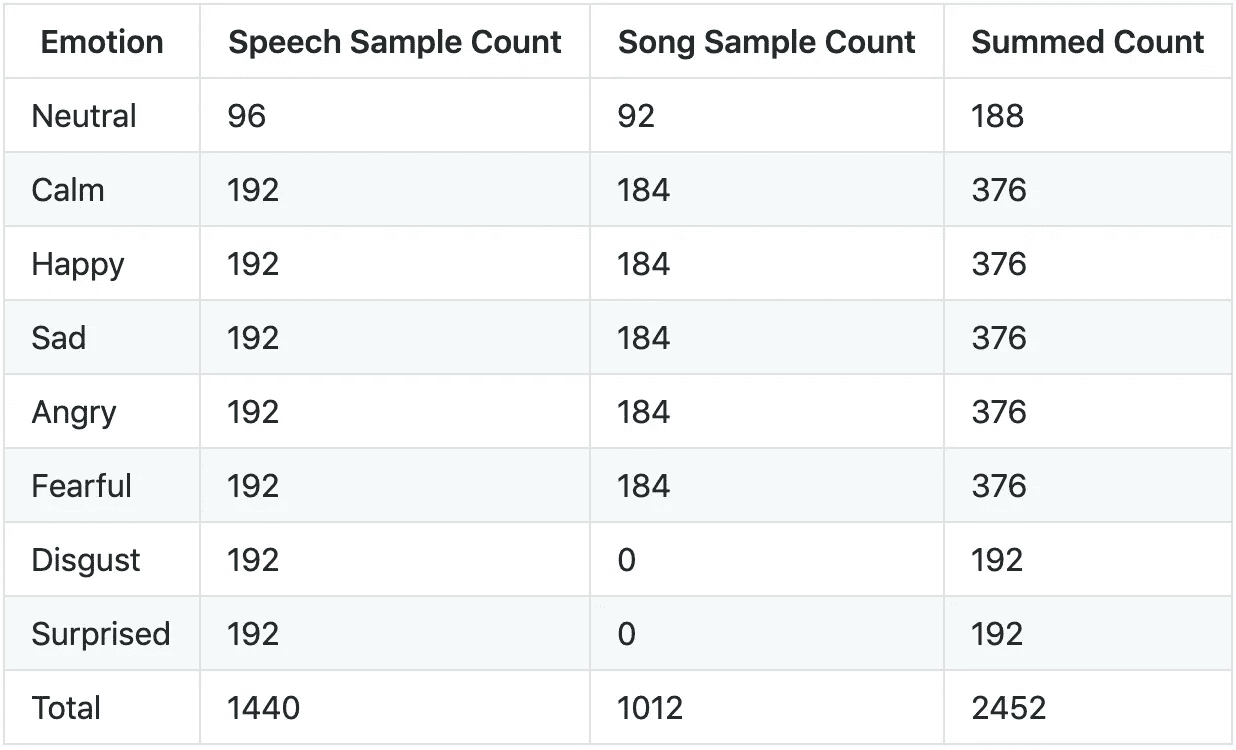 Emotion Speech Sample Count Song Sample Count Summed Count
Neutral 96 92 188
Calm 192 184 376
Happy 192 184 376
Sad 192 184 376
Angry 192 184 376
Fearful 192 184 376
Disgust 192 0 192
Surprised 192 0 192
Total 1440 1012 2452